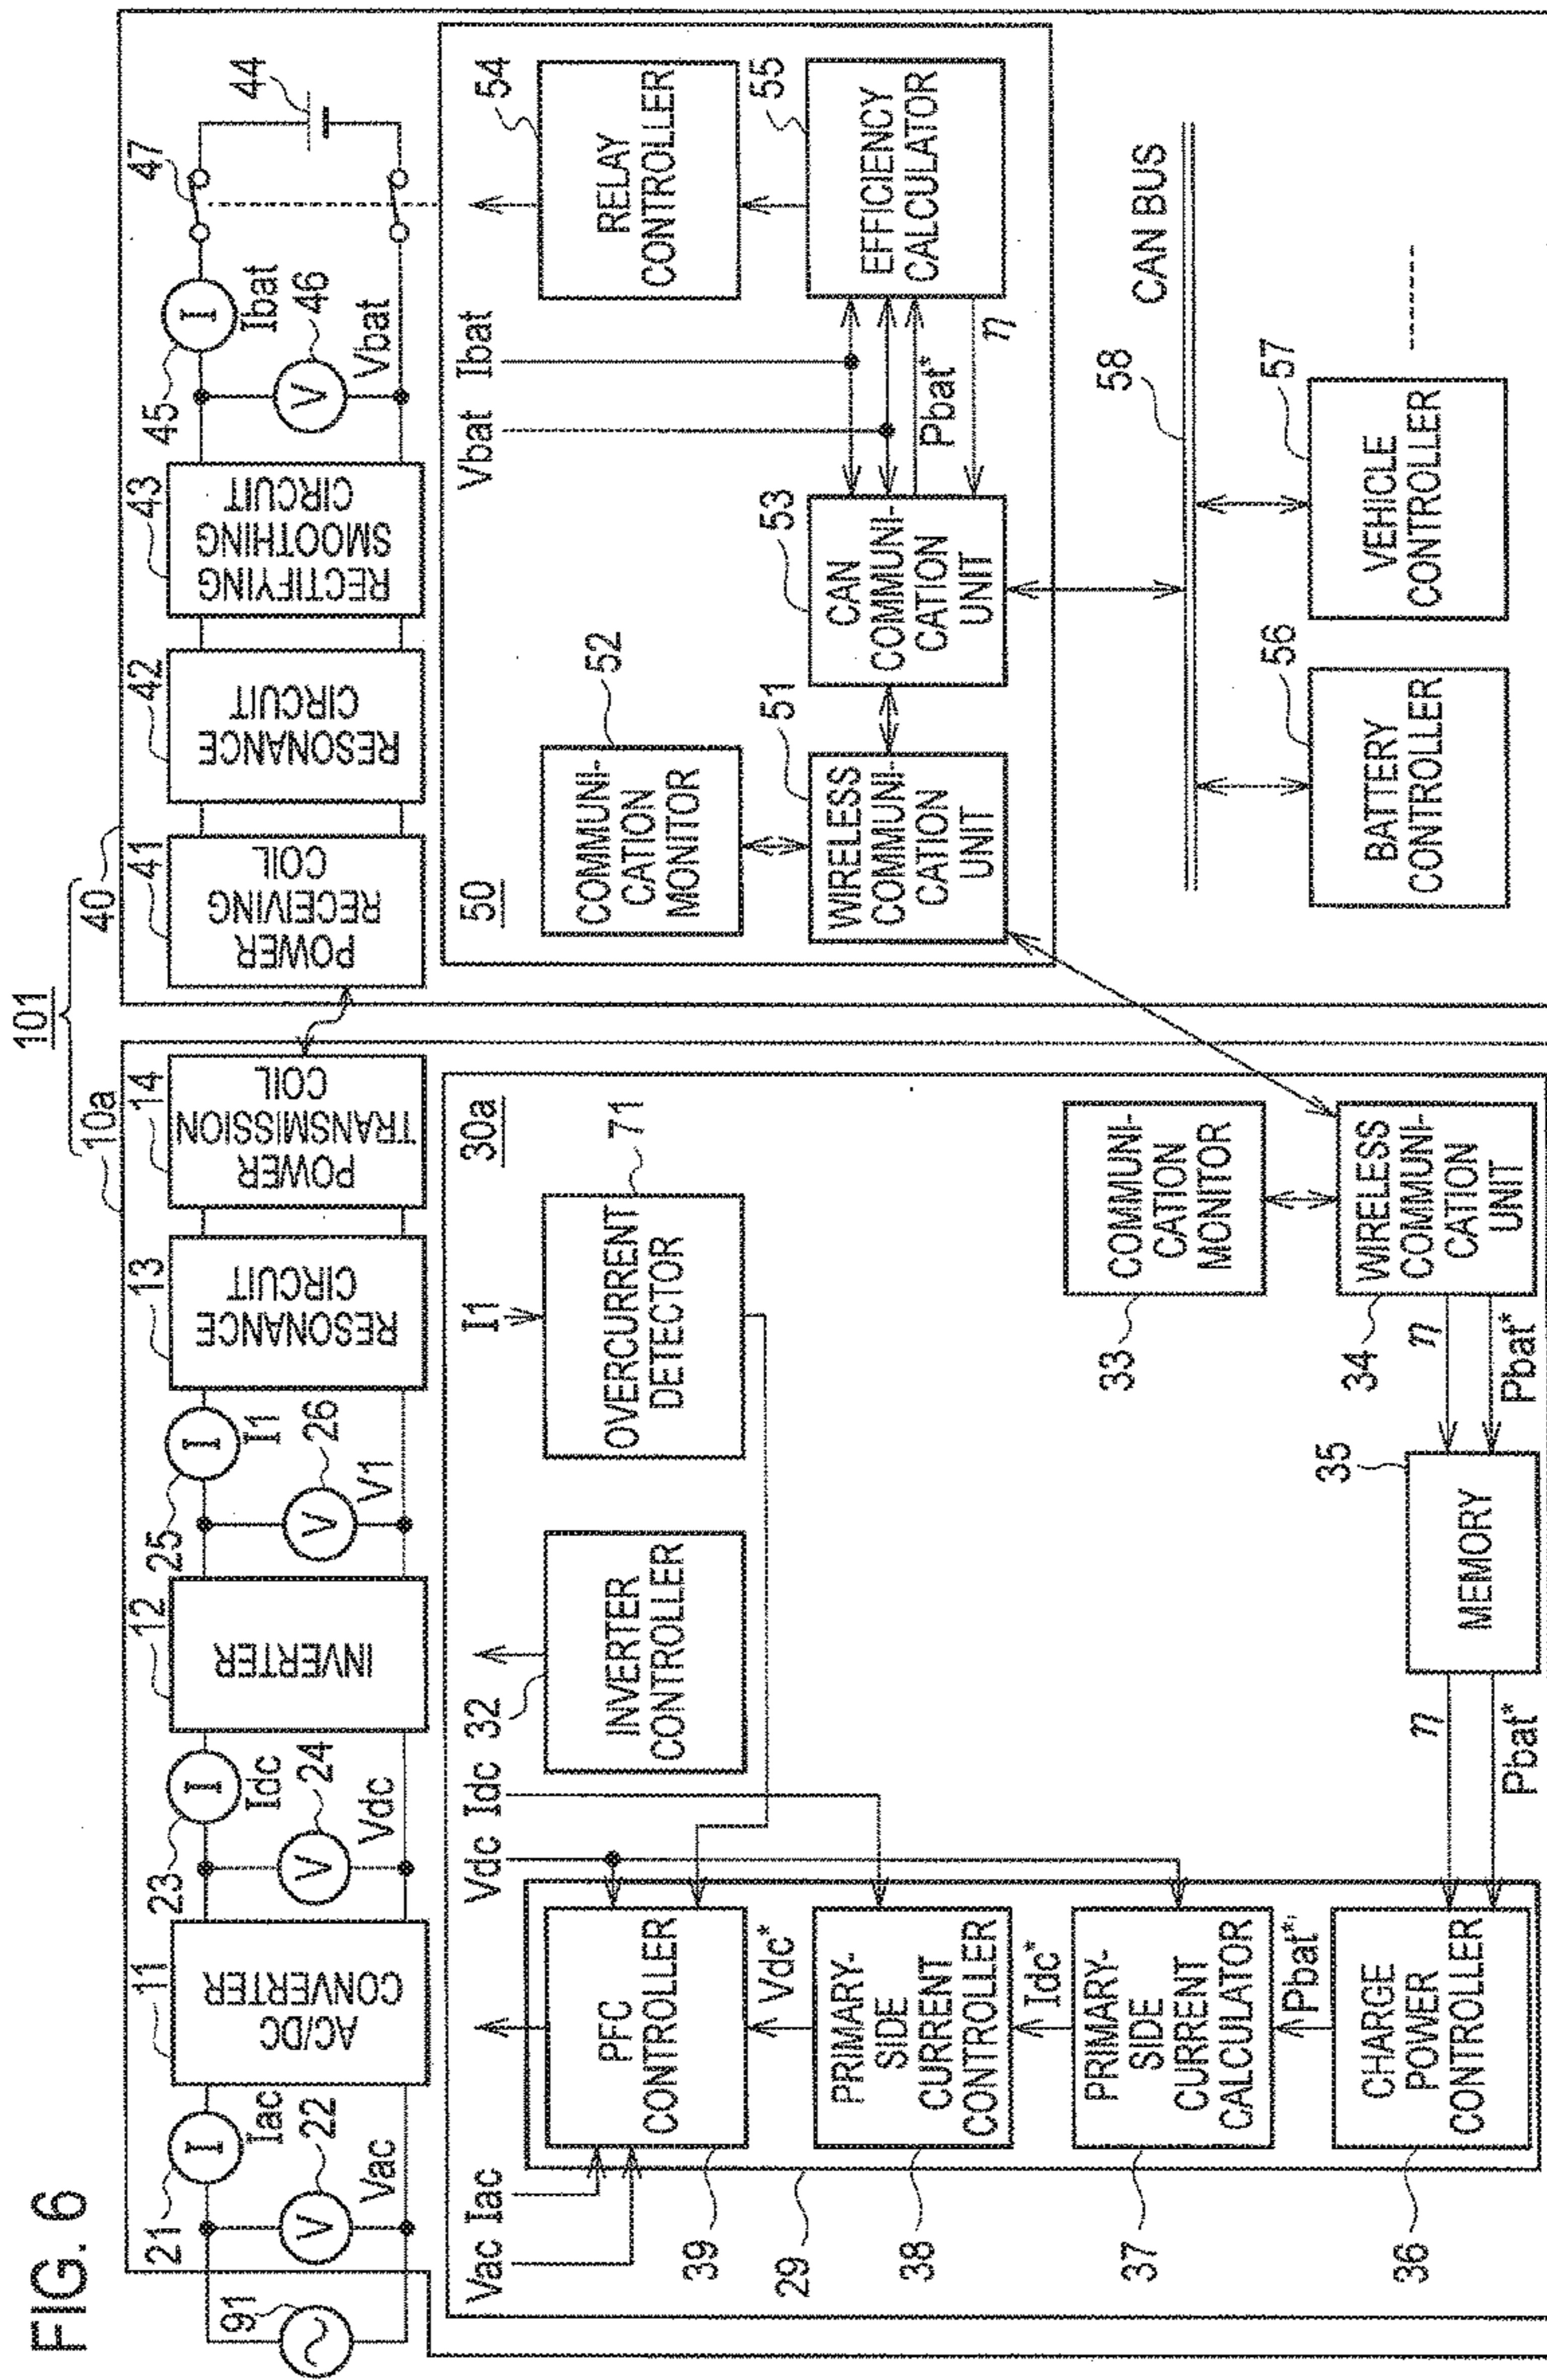 FIG. 6
101
10a
40
91
21
I
Iac
22
V
Vac
11
AC/DC
CONVERTER
23
I
Idc
24
V
Vdc
12
INVERTER
25
I
I1
26
V
V1
13
RESONANCE
CIRCUIT
14
POWER
TRANSMISSION
COIL
41
POWER
RECEIVING
COIL
42
RESONANCE
CIRCUIT
43
RECTIFYING
SMOOTHING
CIRCUIT
45
I
Ibat
46
V
Vbat
47
44
30a
Vac Iac
Vdc Idc
32
INVERTER
CONTROLLER
I1
OVERCURRENT
DETECTOR
71
PFC
CONTROLLER
39
Vdc*
29
PRIMARY-
SIDE
CURRENT
CONTROLLER
38
Idc*
PRIMARY-
SIDE
CURRENT
CALCULATOR
37
Pbat*'
CHARGE
POWER
CONTROLLER
36
η
Pbat*
MEMORY
35
η
Pbat*
33
COMMUNI-
CATION
MONITOR
34
WIRELESS
COMMUNI-
CATION
UNIT
50
COMMUNI-
CATION
MONITOR
52
WIRELESS
COMMUNI-
CATION
UNIT
51
CAN
COMMUNI-
CATION
UNIT
53
Vbat Ibat
Pbat*
η
RELAY
CONTROLLER
54
EFFICIENCY
CALCULATOR
55
58
CAN BUS
BATTERY
CONTROLLER
56
VEHICLE
CONTROLLER
57